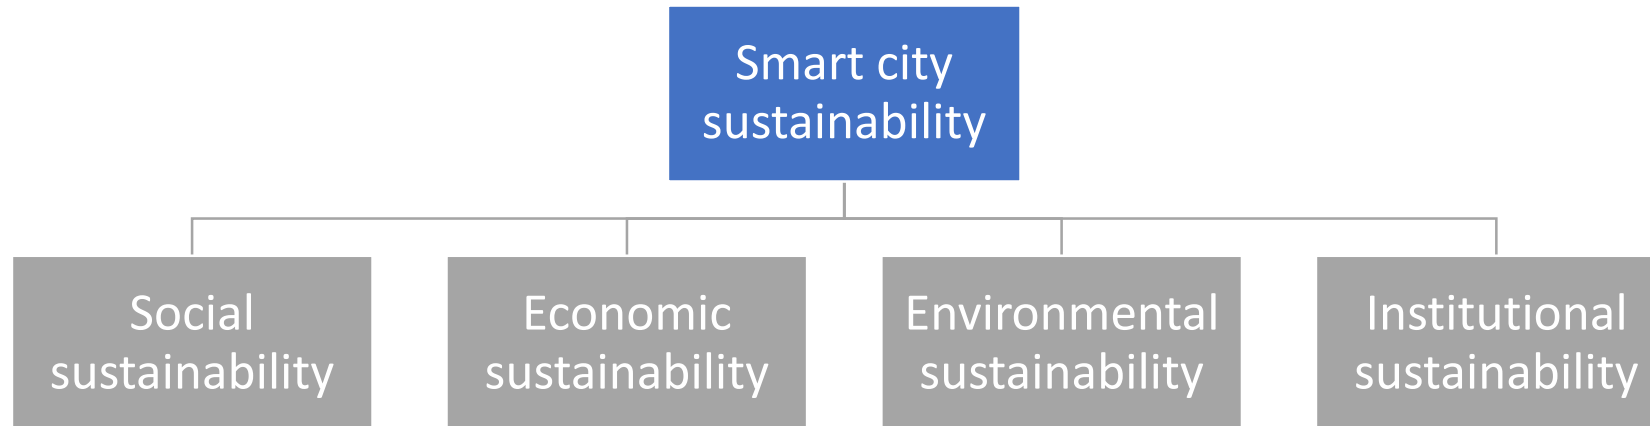 Smart city
sustainability
Social
sustainability
Economic
sustainability
Environmental
sustainability
Institutional
sustainability